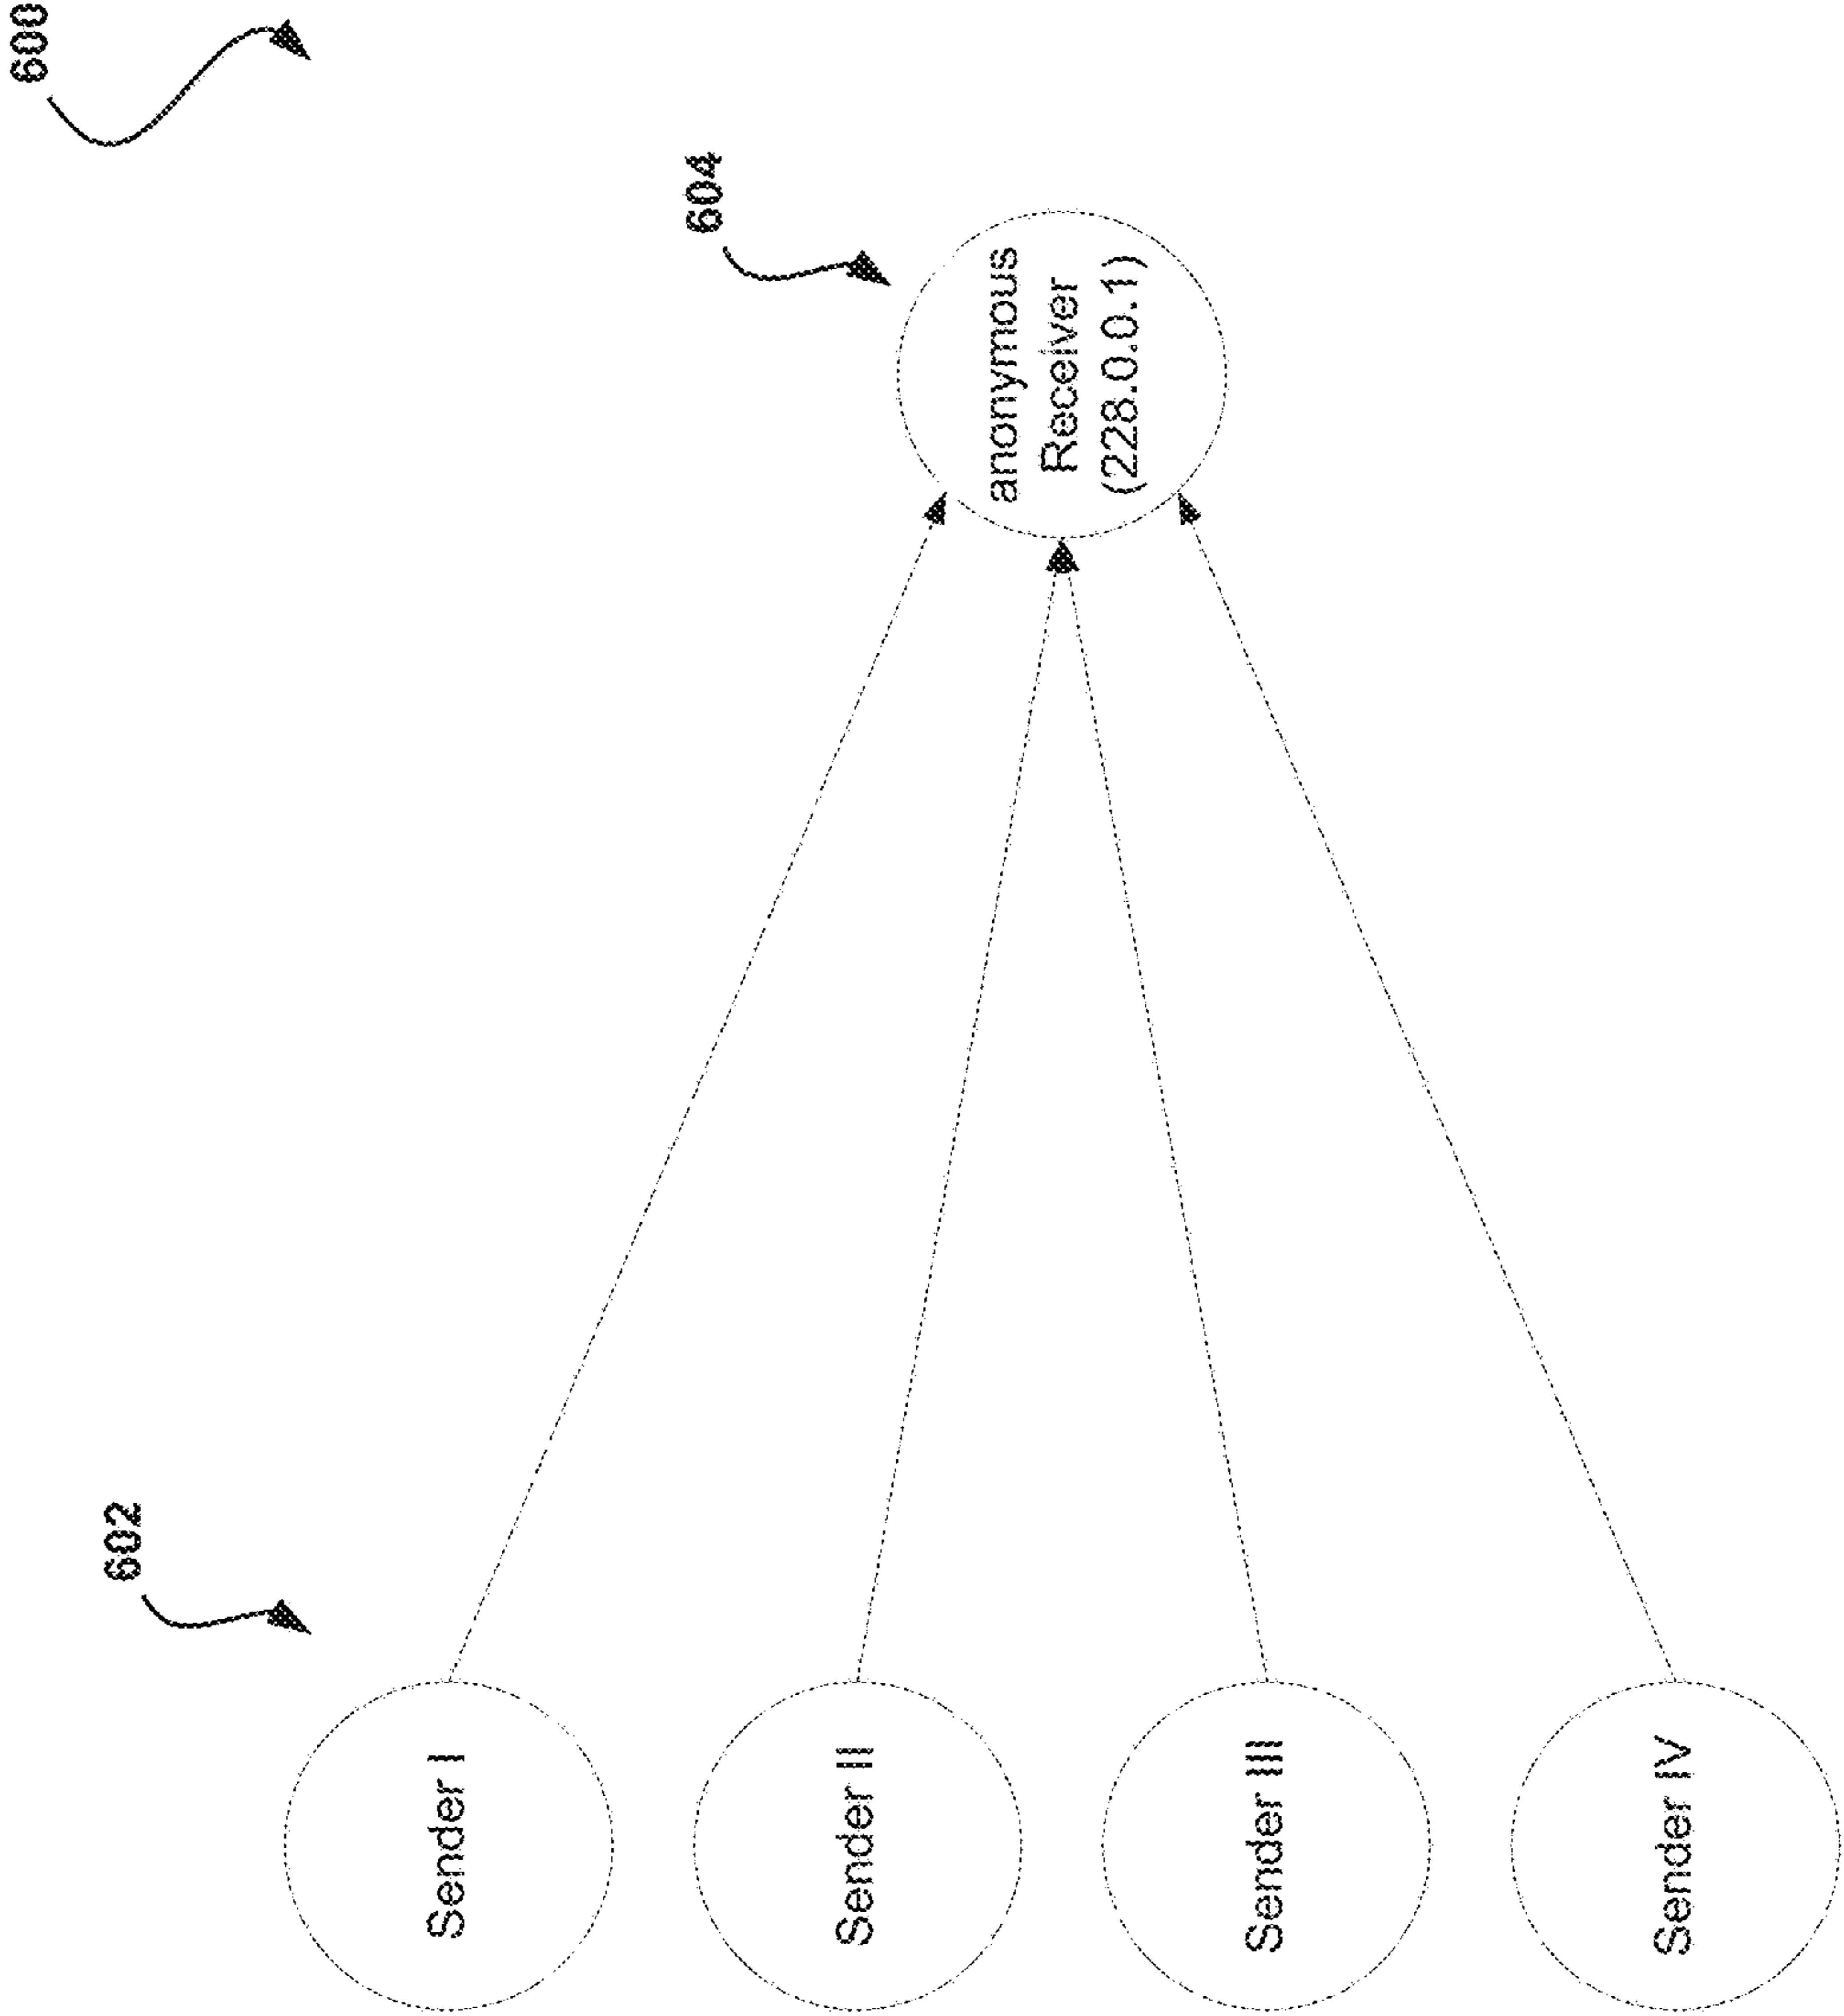 600
602
604
Sender I
Sender II
Sender III
Sender IV
anonymous
Receiver
(228.0.0.1)